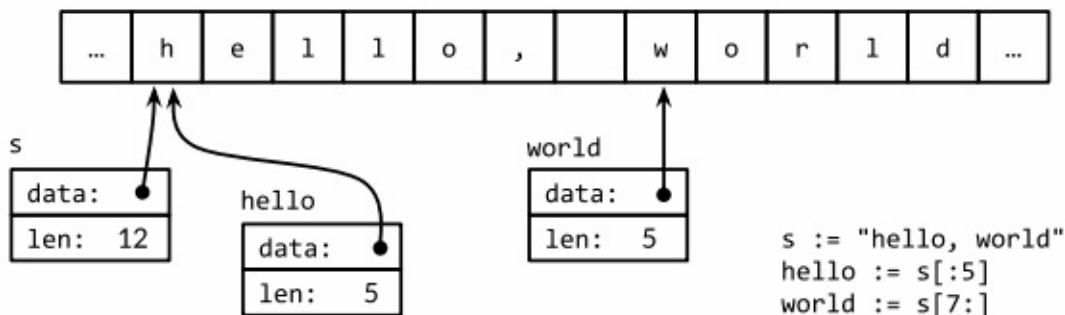 … h e l l o , w o r l d …
s
data:
len: 12
hello
data:
len: 5
world
data:
len: 5
s := "hello, world"
hello := s[:5]
world := s[7:]